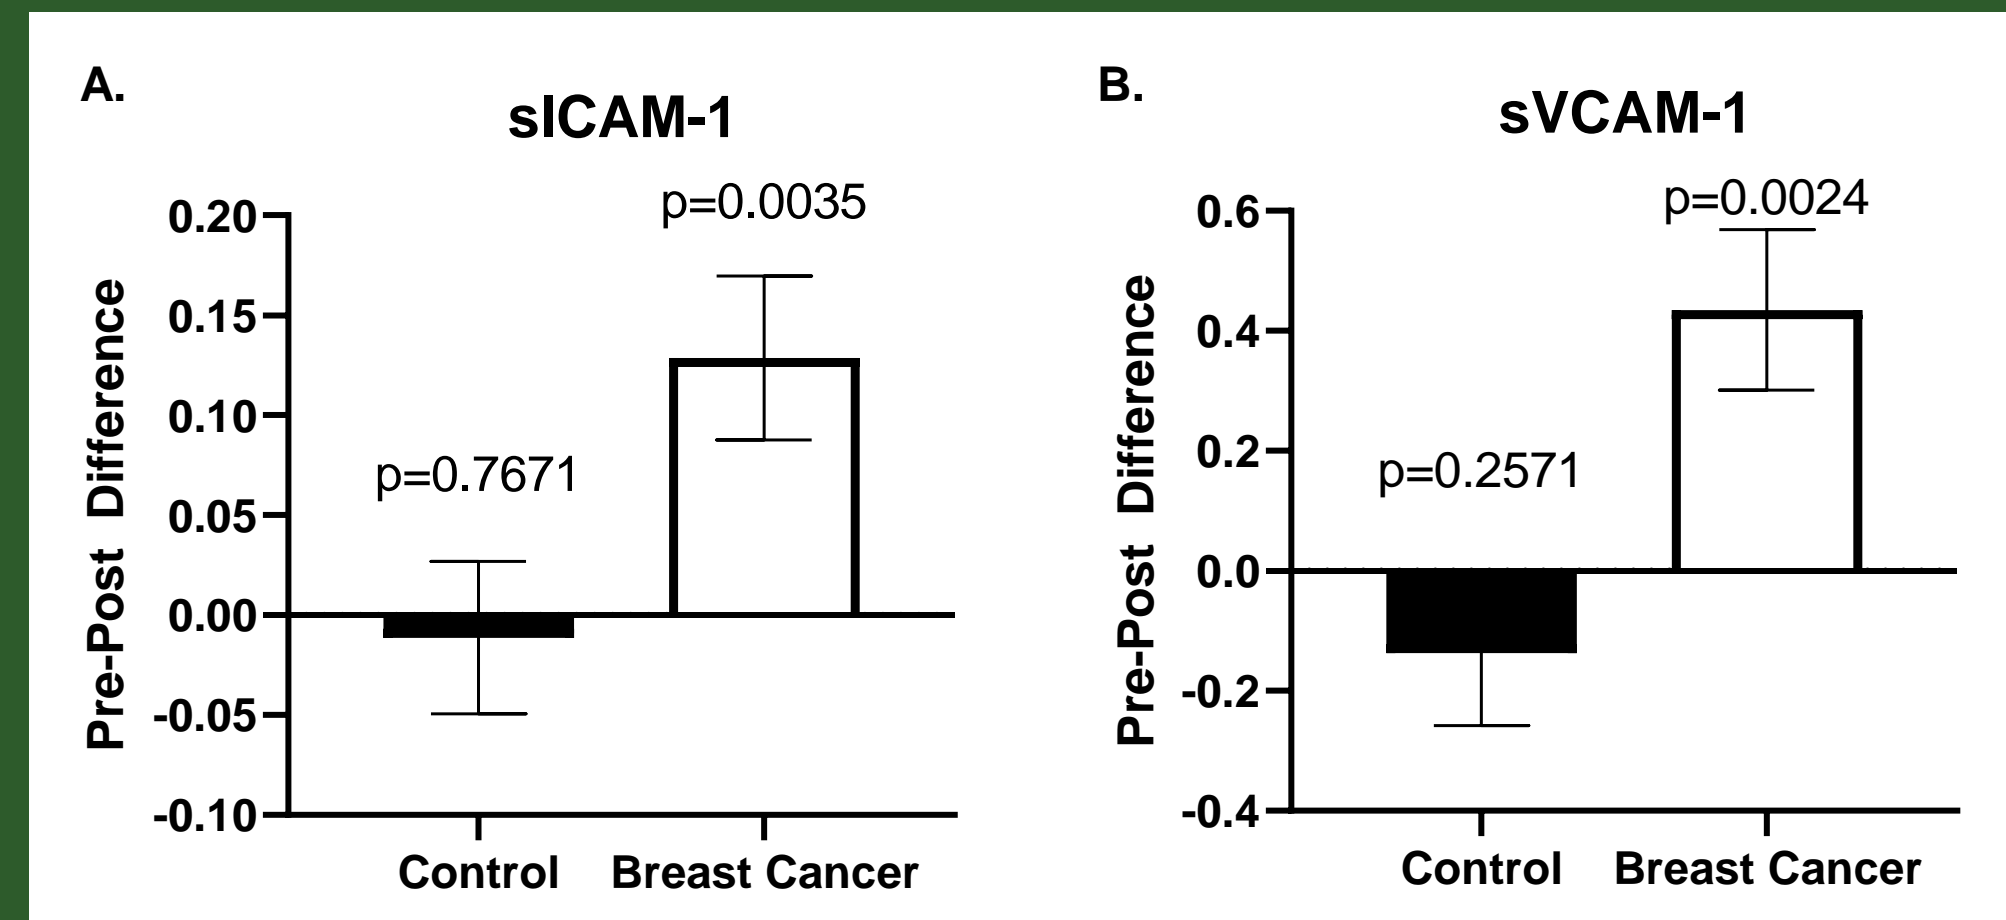 A.
sICAM-1
p=0.0035
p=0.7671
Pre-Post Difference
0.20
0.15
0.10
0.05
0.00
-0.05
-0.10
Control
Breast Cancer
B.
sVCAM-1
p=0.0024
p=0.2571
Pre-Post Difference
0.6
0.4
0.2
0.0
-0.2
-0.4
Control
Breast Cancer